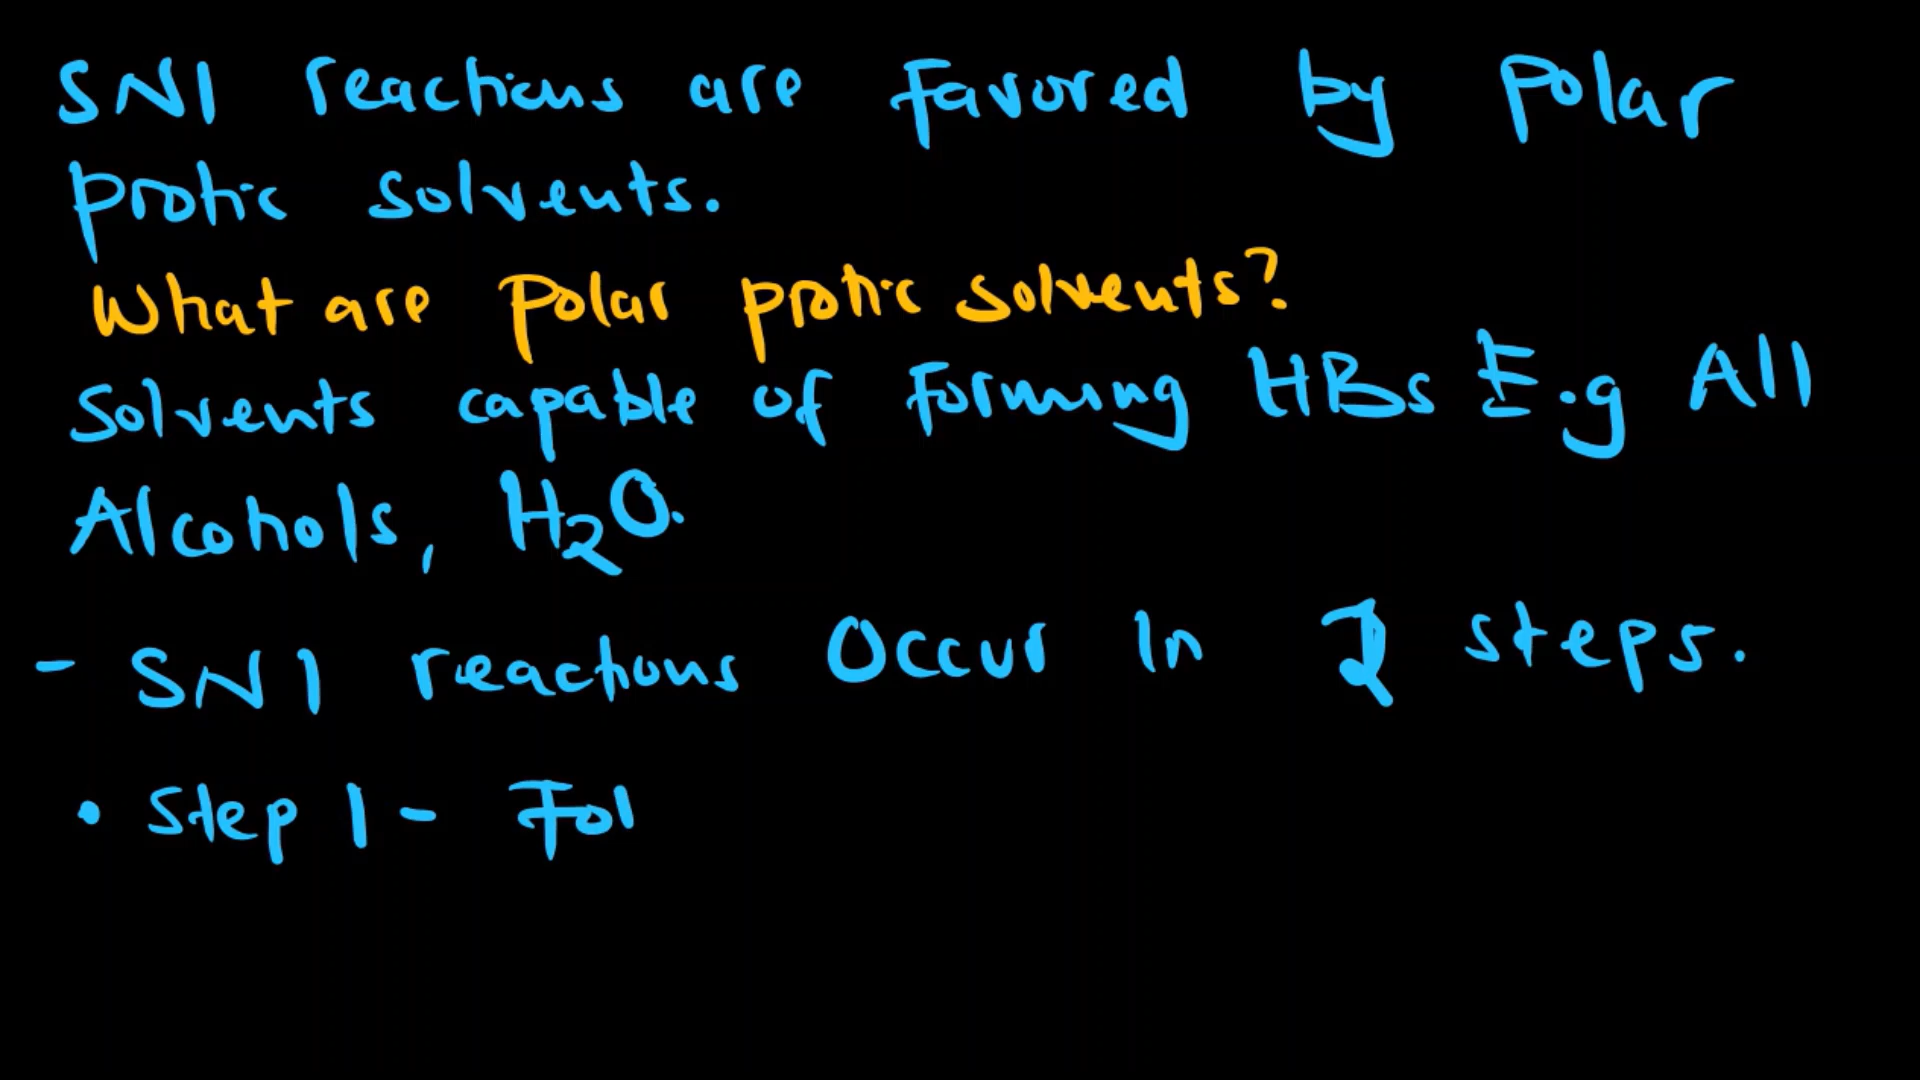 SN1 reactions are favored by polar
protic solvents.
What are polar protic solvents?
Solvents capable of forming HBs E.g All
Alcohols, H₂O.
- SN1 reactions Occur In 2 steps.
• Step 1 - Fol